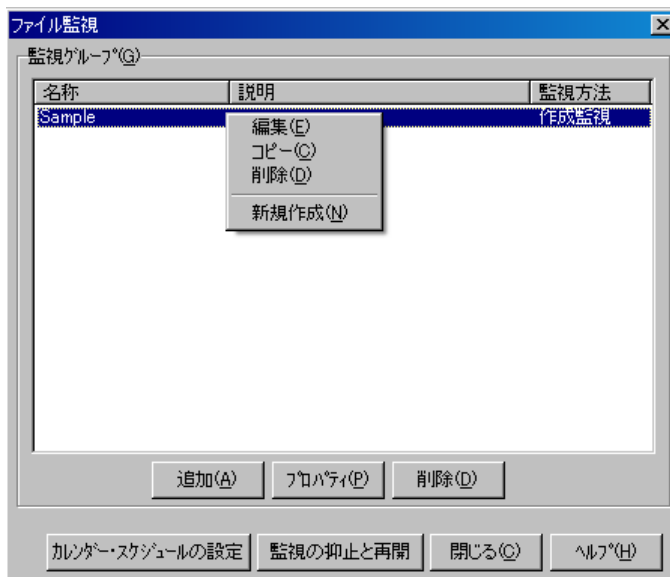 ファイル監視
監視ｸﾞﾙｰﾌﾟ(G)
名称 説明 監視方法
Sample 作成監視
編集(E)
コピー(C)
削除(D)
新規作成(N)
追加(A) ﾌﾟﾛﾊﾟﾃｨ(P) 削除(D)
ｶﾚﾝﾀﾞｰ･ｽｹｼﾞｭｰﾙの設定 監視の抑止と再開 閉じる(C) ﾍﾙﾌﾟ(H)